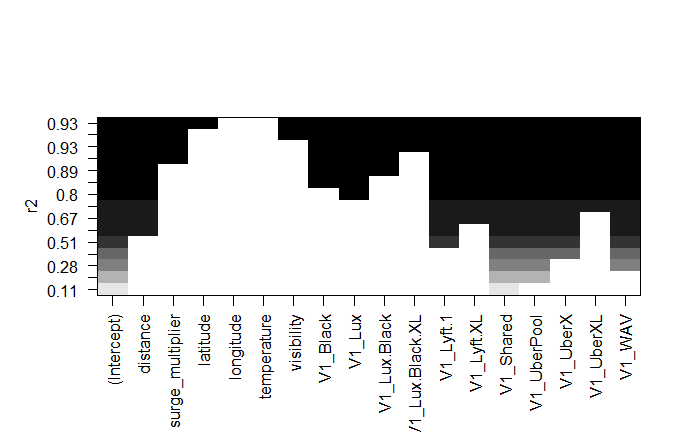 r2
0.93
0.93
0.89
0.8
0.67
0.51
0.28
0.11
(Intercept)
distance
surge_multiplier
latitude
longitude
temperature
visibility
V1_Black
V1_Lux
V1_Lux.Black
V1_Lux.Black.XL
V1_Lyft.1
V1_Lyft.XL
V1_Shared
V1_UberPool
V1_UberX
V1_UberXL
V1_WAV